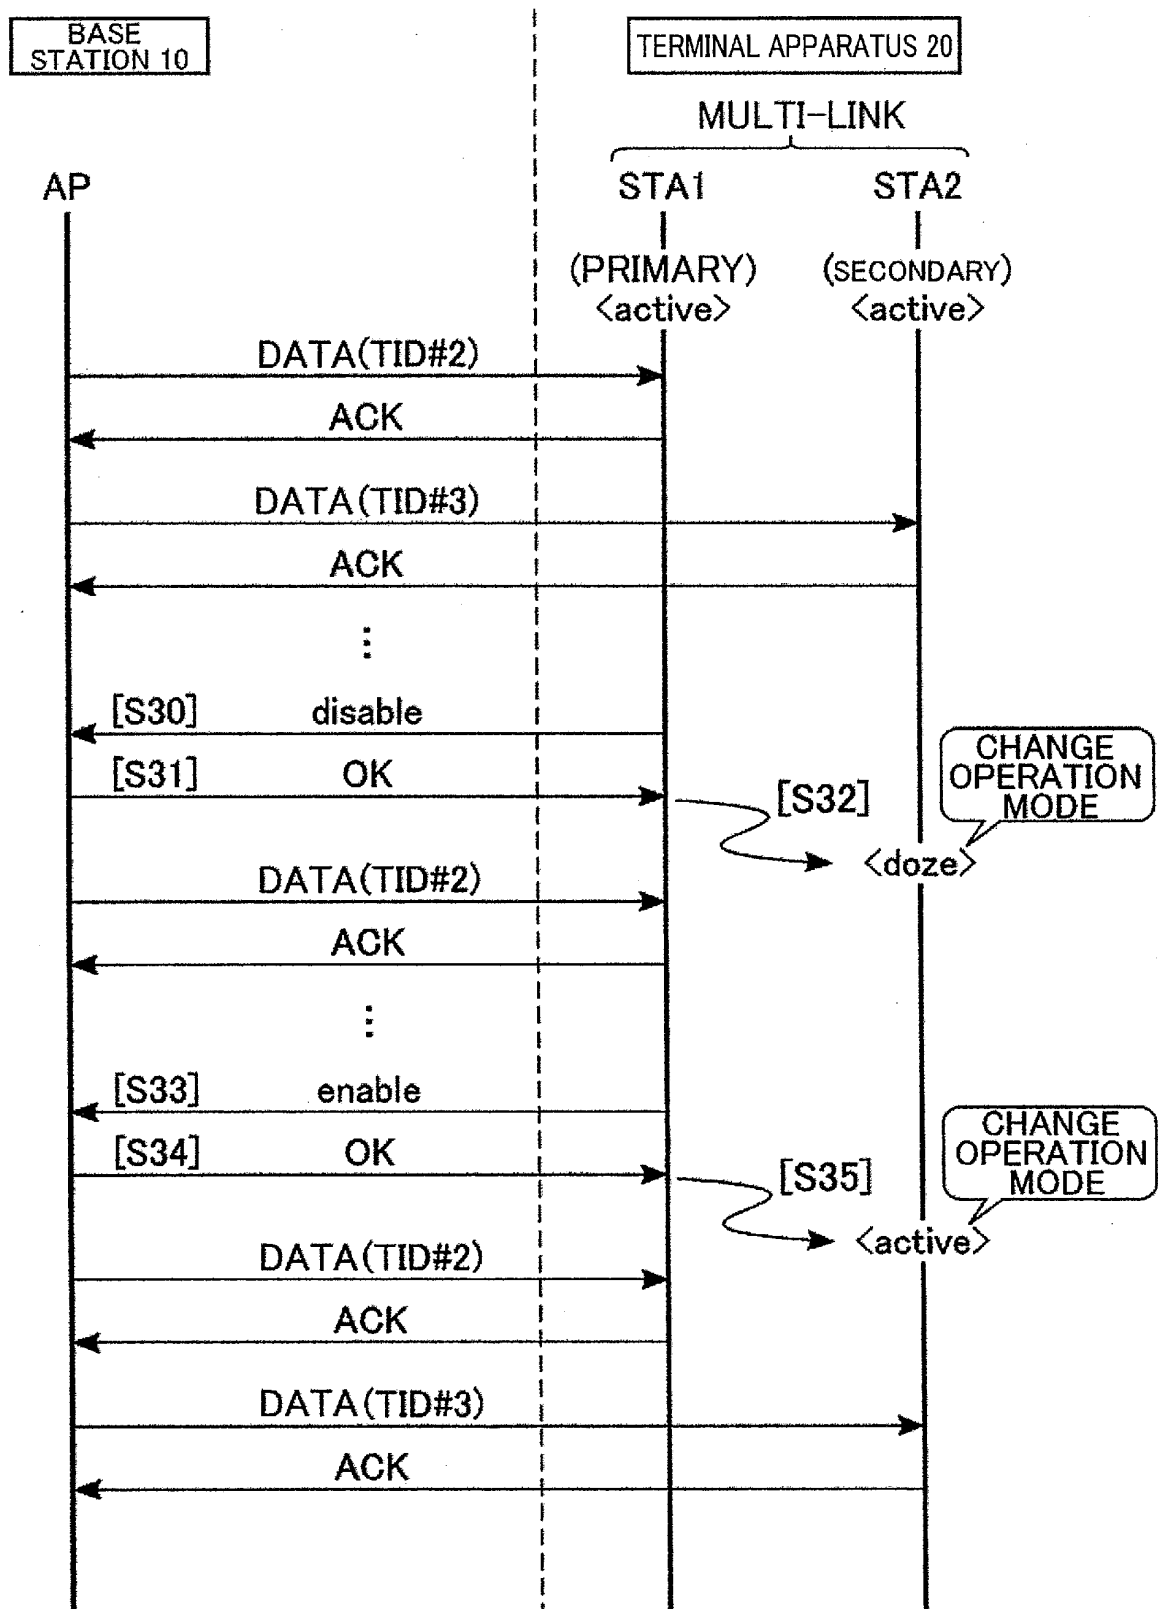 BASE
STATION 10
TERMINAL APPARATUS 20
MULTI-LINK
AP
STA1
STA2
(PRIMARY)
(SECONDARY)
<active>
<active>
DATA(TID#2)
ACK
DATA(TID#3)
ACK
[S30] disable
[S31] OK
[S32]
CHANGE
OPERATION
MODE
<doze>
DATA(TID#2)
ACK
[S33] enable
[S34] OK
[S35]
CHANGE
OPERATION
MODE
<active>
DATA(TID#2)
ACK
DATA(TID#3)
ACK